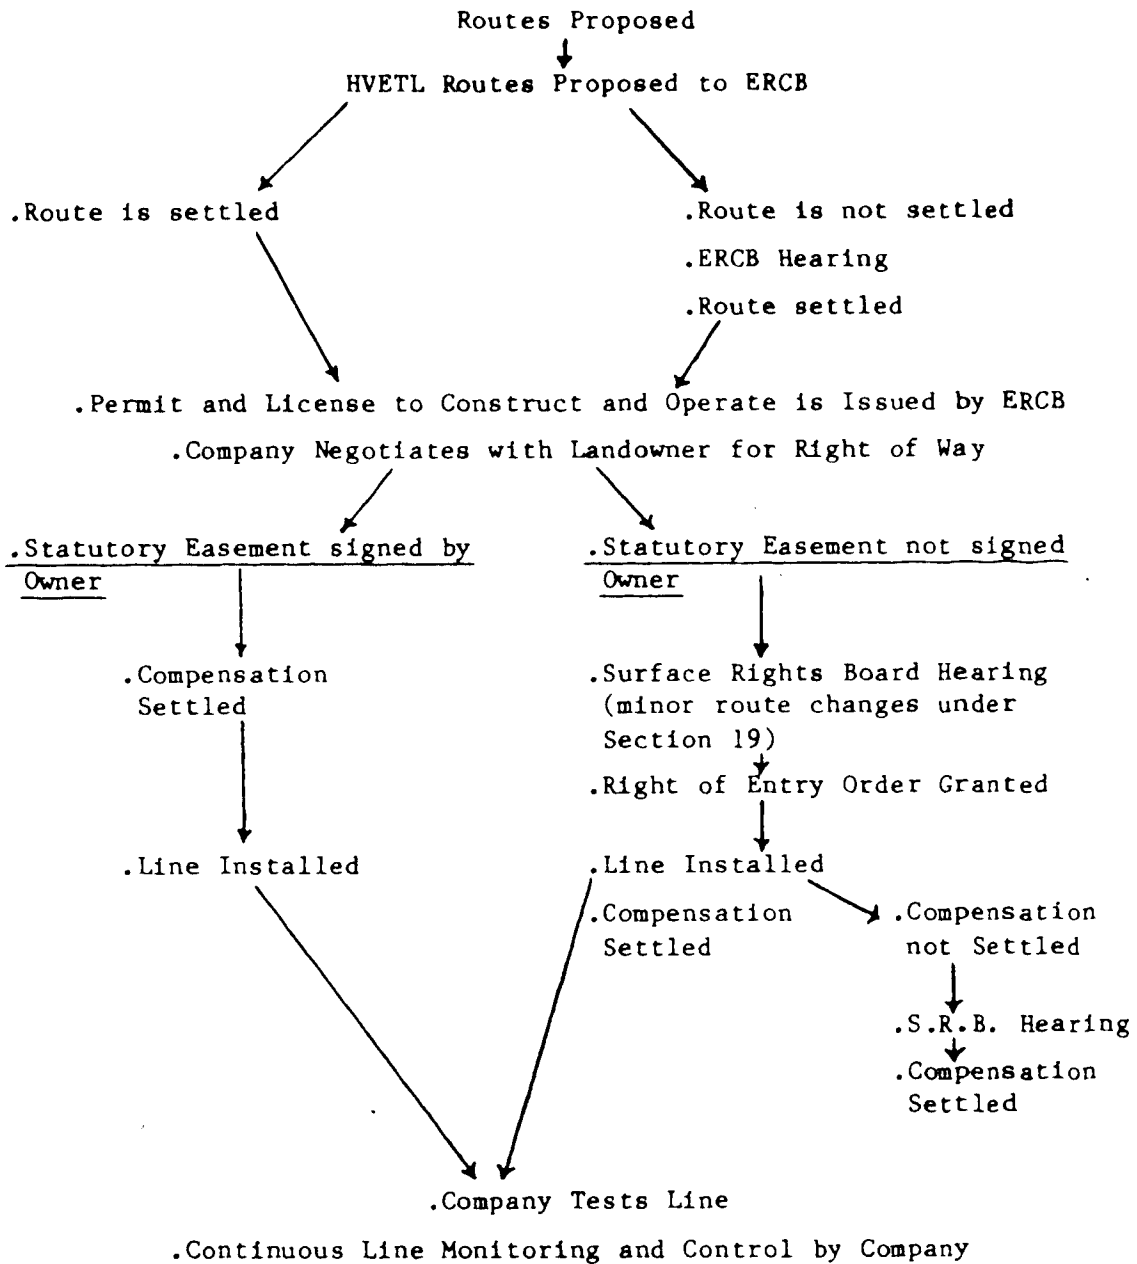 Routes Proposed
HVETL Routes Proposed to ERCB
.Route is settled
.Route is not settled
.ERCB Hearing
.Route settled
.Permit and License to Construct and Operate is Issued by ERCB
.Company Negotiates with Landowner for Right of Way
.Statutory Easement signed by
Owner
.Statutory Easement not signed
Owner
.Compensation
Settled
.Surface Rights Board Hearing
(minor route changes under
Section 19)
.Right of Entry Order Granted
.Line Installed
.Line Installed
.Compensation
Settled
.Compensation
not Settled
.S.R.B. Hearing
.Compensation
Settled
.Company Tests Line
.Continuous Line Monitoring and Control by Company